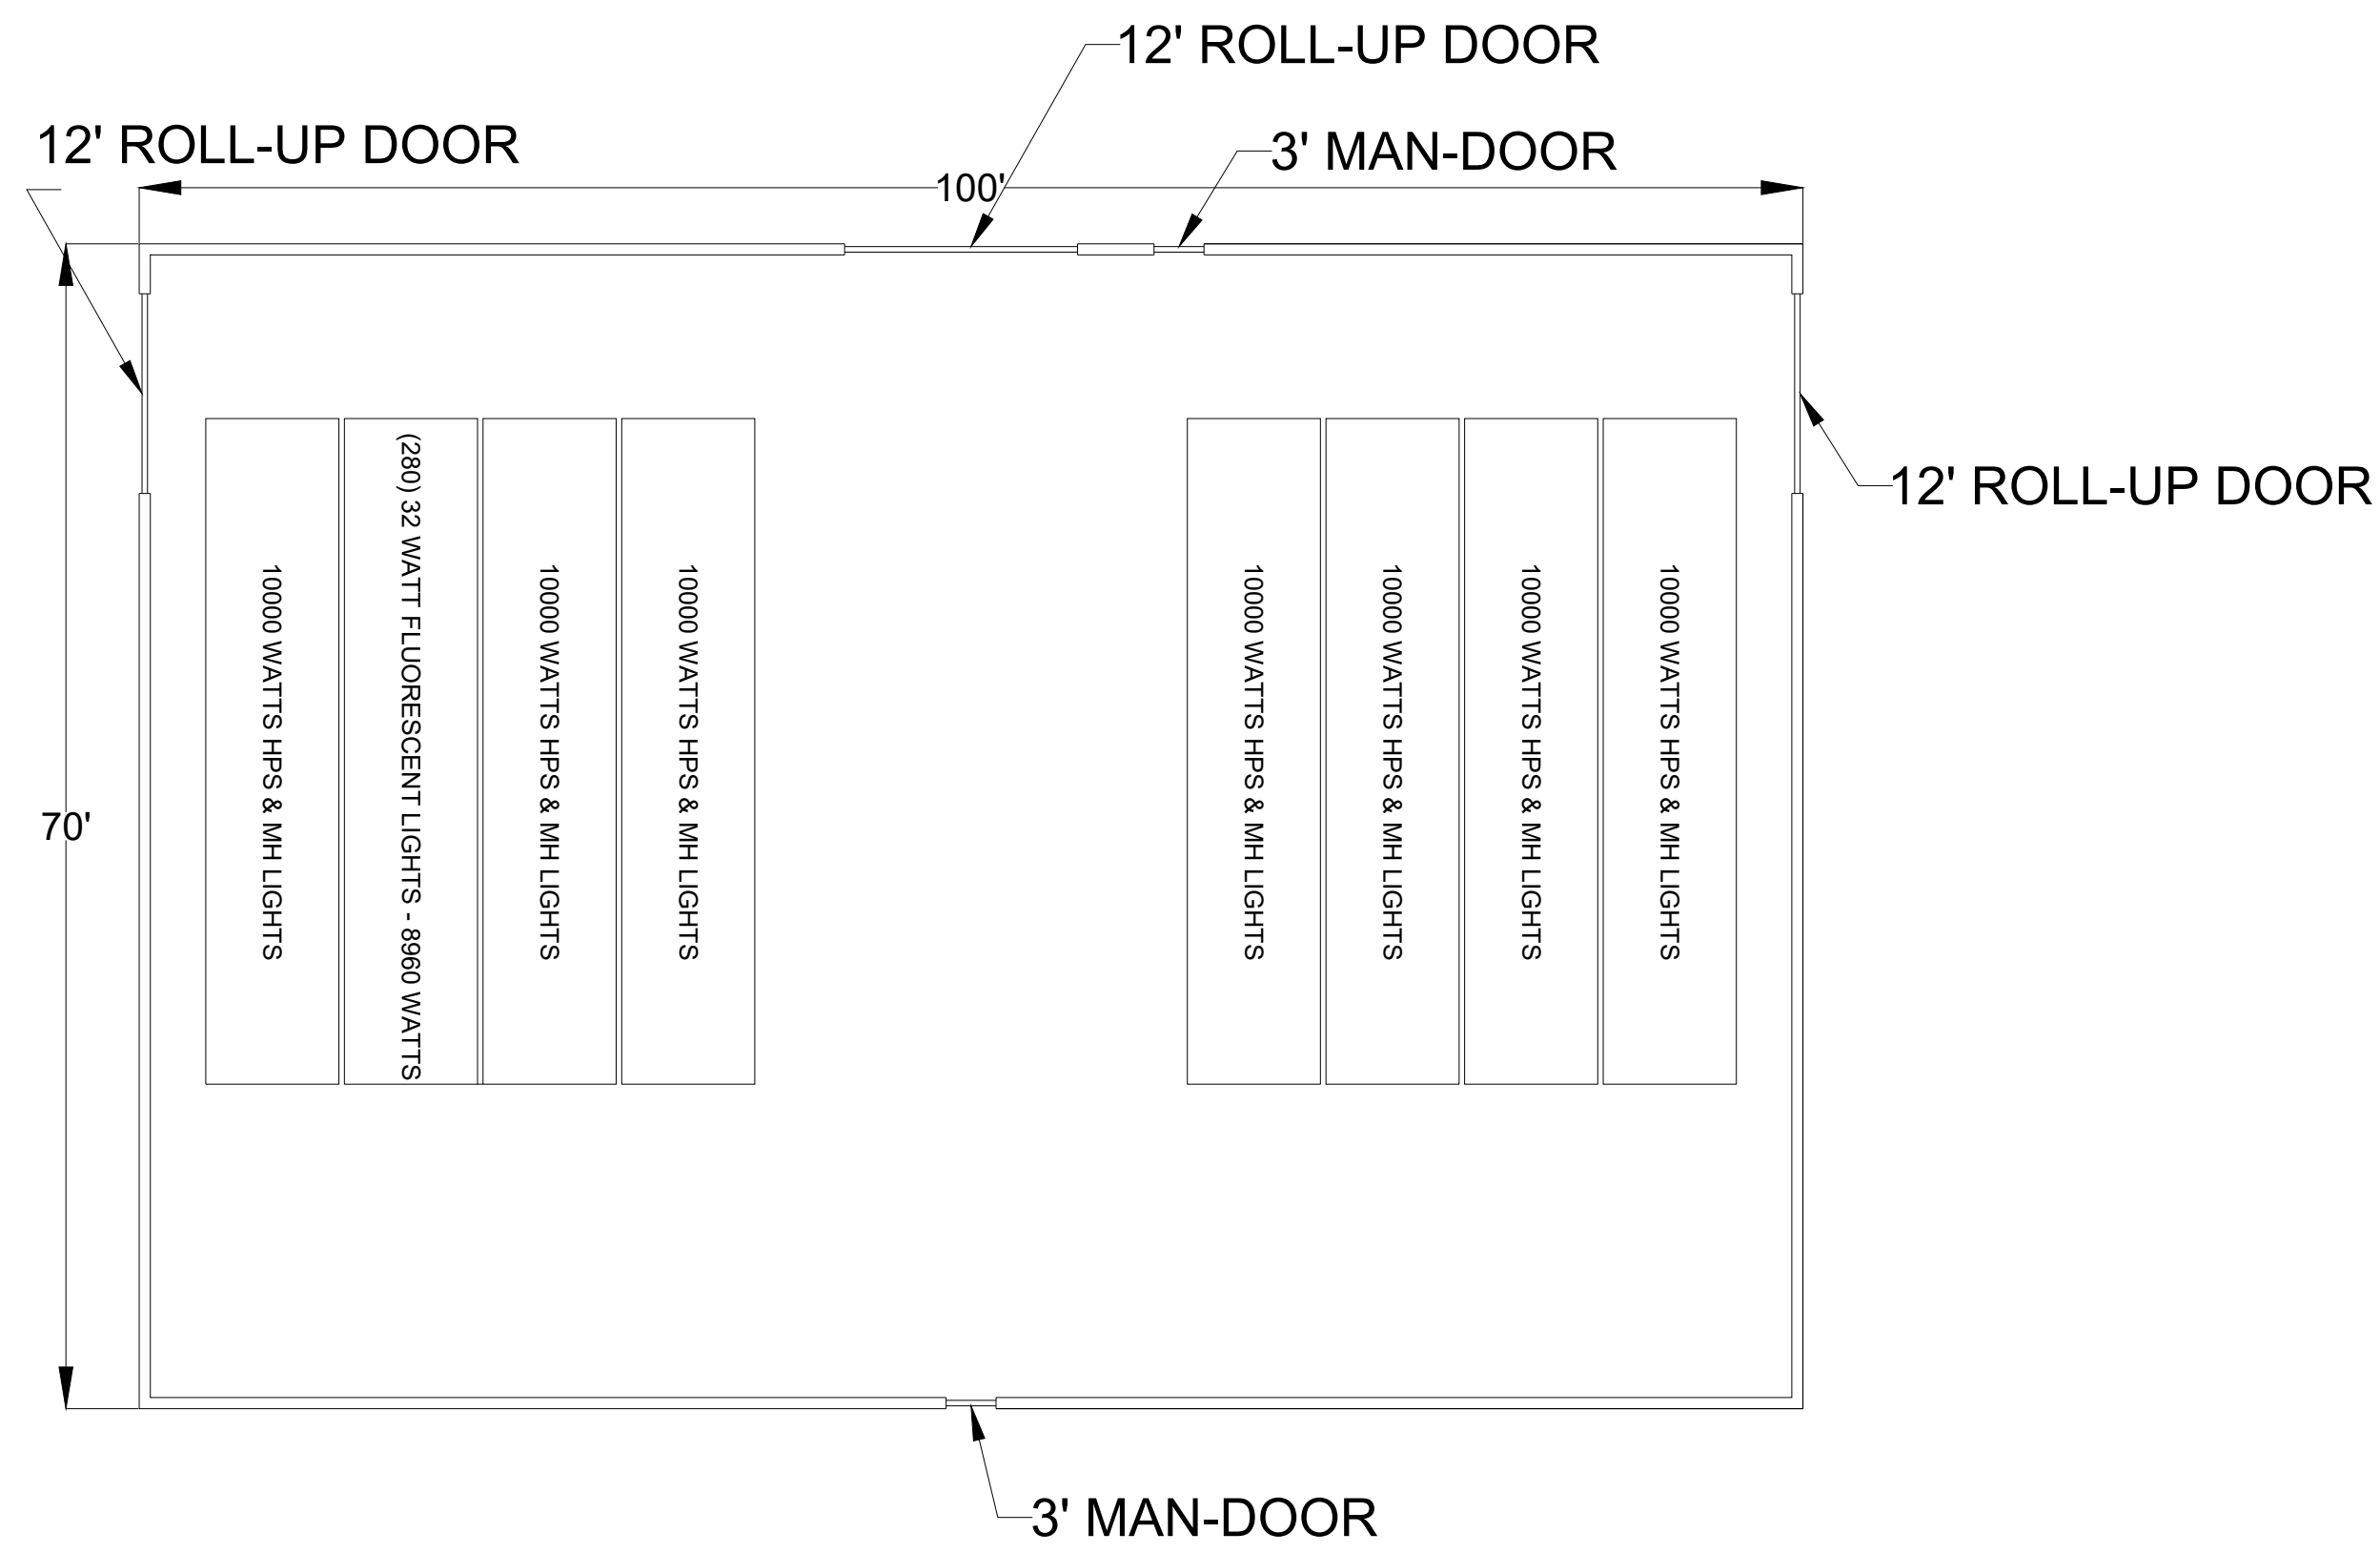 12' ROLL-UP DOOR
12' ROLL-UP DOOR
3' MAN-DOOR
100'
12' ROLL-UP DOOR
70'
10000 WATTS HPS & MH LIGHTS
(280) 32 WATT FLUORESCENT LIGHTS - 8960 WATTS
10000 WATTS HPS & MH LIGHTS
10000 WATTS HPS & MH LIGHTS
10000 WATTS HPS & MH LIGHTS
10000 WATTS HPS & MH LIGHTS
10000 WATTS HPS & MH LIGHTS
10000 WATTS HPS & MH LIGHTS
3' MAN-DOOR